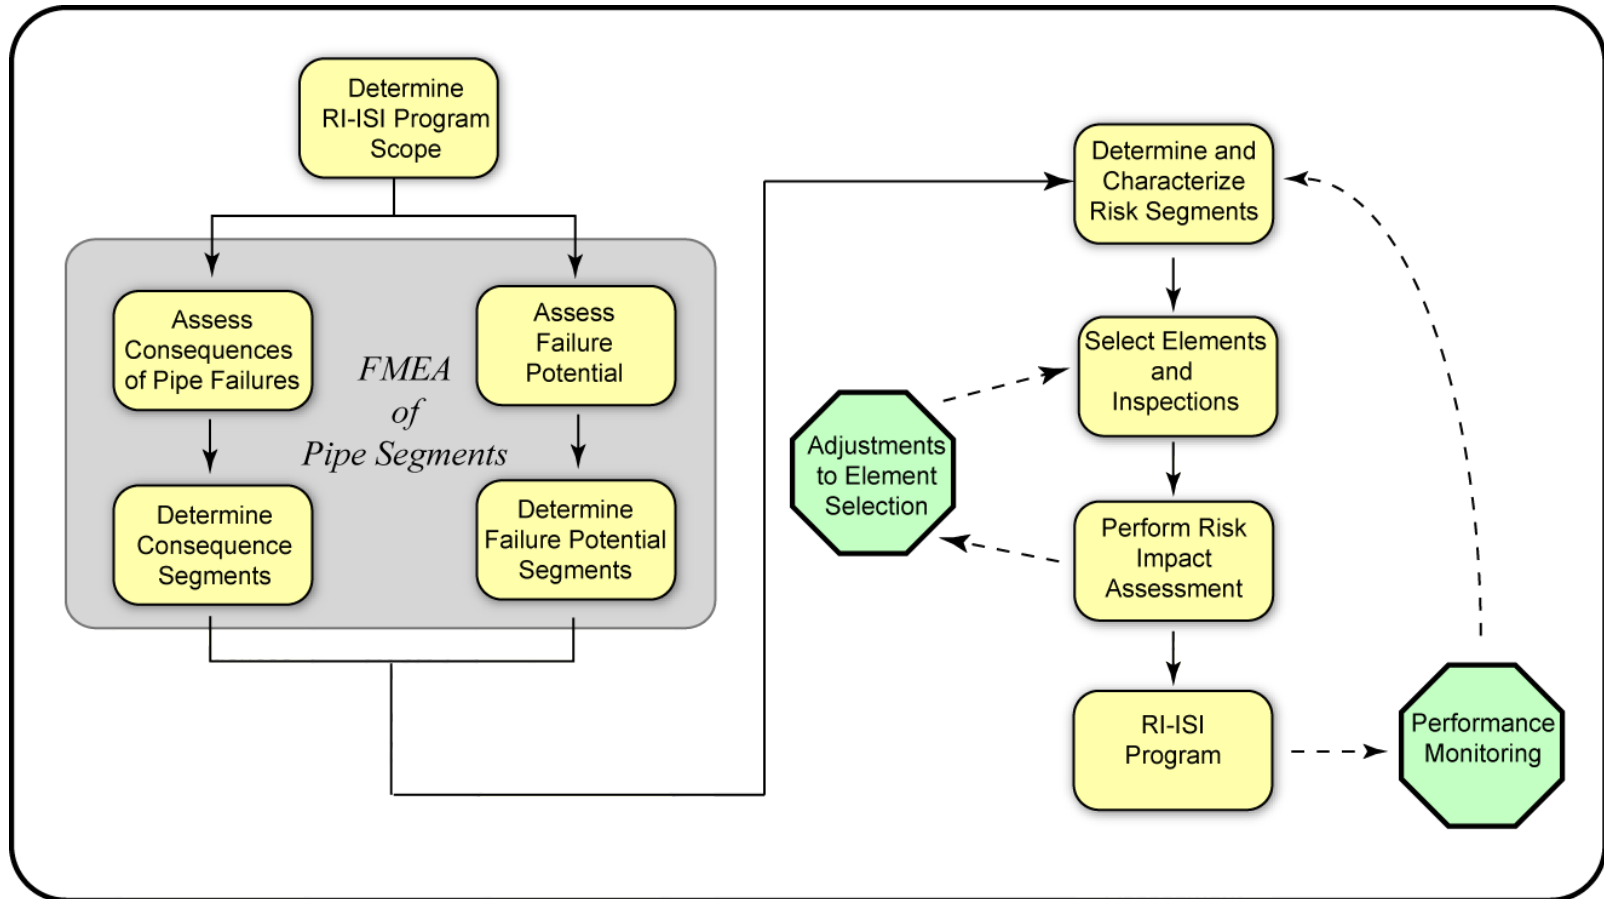 Determine
RI-ISI Program
Scope
Assess
Consequences
of Pipe Failures
Assess
Failure
Potential
FMEA
of
Pipe Segments
Determine
Consequence
Segments
Determine
Failure Potential
Segments
Determine and
Characterize
Risk Segments
Select Elements
and
Inspections
Adjustments
to Element
Selection
Perform Risk
Impact
Assessment
RI-ISI
Program
Performance
Monitoring